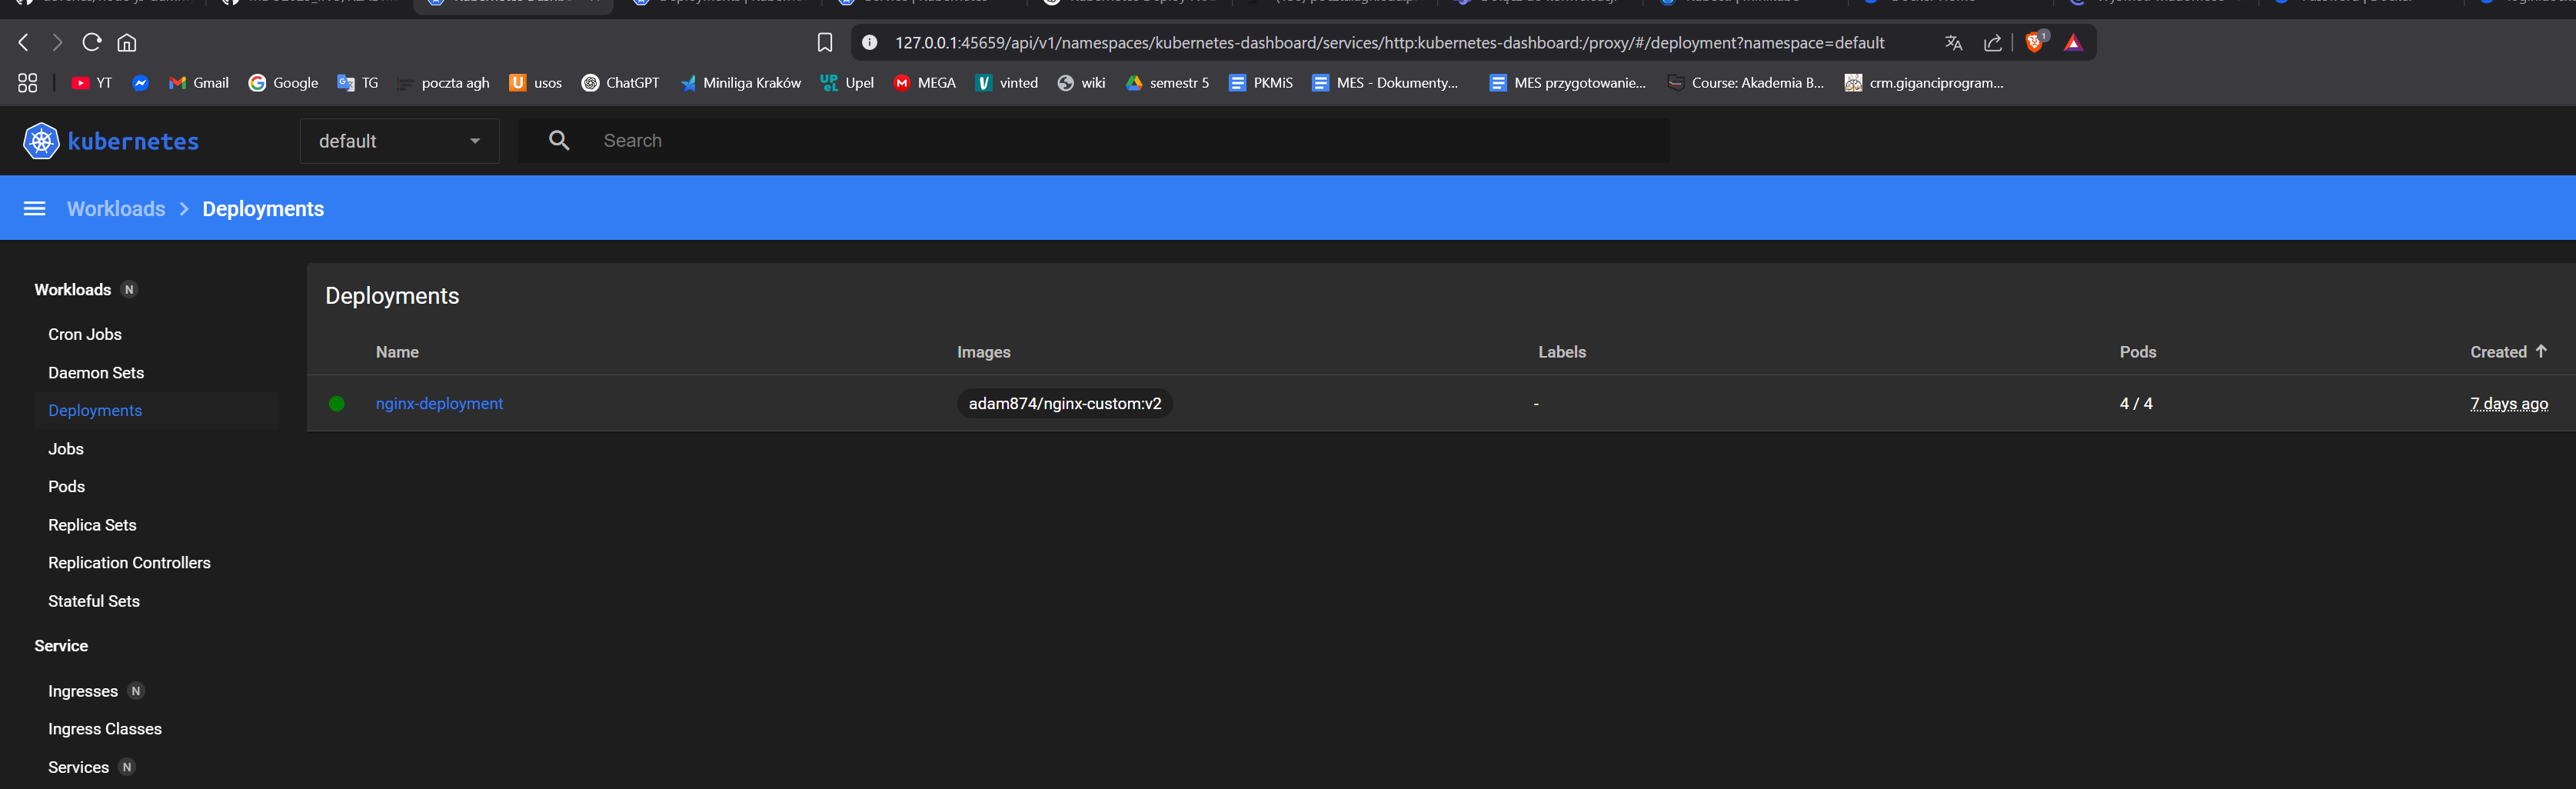 127.0.0.1:45659/api/v1/namespaces/kubernetes-dashboard/services/http:kubernetes-dashboard:/proxy/#/deployment?namespace=default
1
YT Gmail Google TG poczta agh usos ChatGPT Miniliga Kraków Upel MEGA vinted wiki semestr 5 PKMiS MES - Dokumenty... MES przygotowanie... Course: Akademia B... crm.giganciprogram...
kubernetes default Search
Workloads Deployments
Workloads N
Cron Jobs
Daemon Sets
Deployments
Jobs
Pods
Replica Sets
Replication Controllers
Stateful Sets
Service
Ingresses N
Ingress Classes
Services N
Deployments
Name Images Labels Pods Created
nginx-deployment adam874/nginx-custom:v2 - 4 / 4 7 days ago